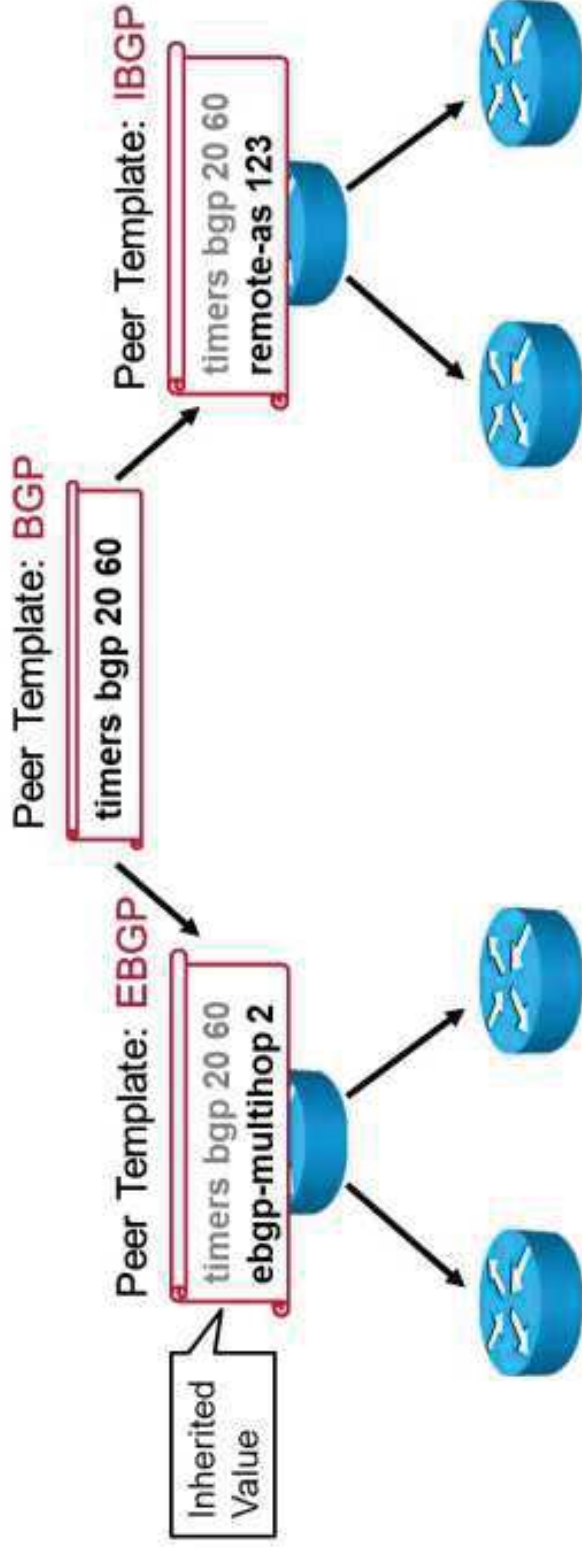 Peer Template: BGP
timers bgp 20 60
Peer Template: EBGP
timers bgp 20 60
ebgp-multihop 2
Inherited
Value
Peer Template: IBGP
timers bgp 20 60
remote-as 123